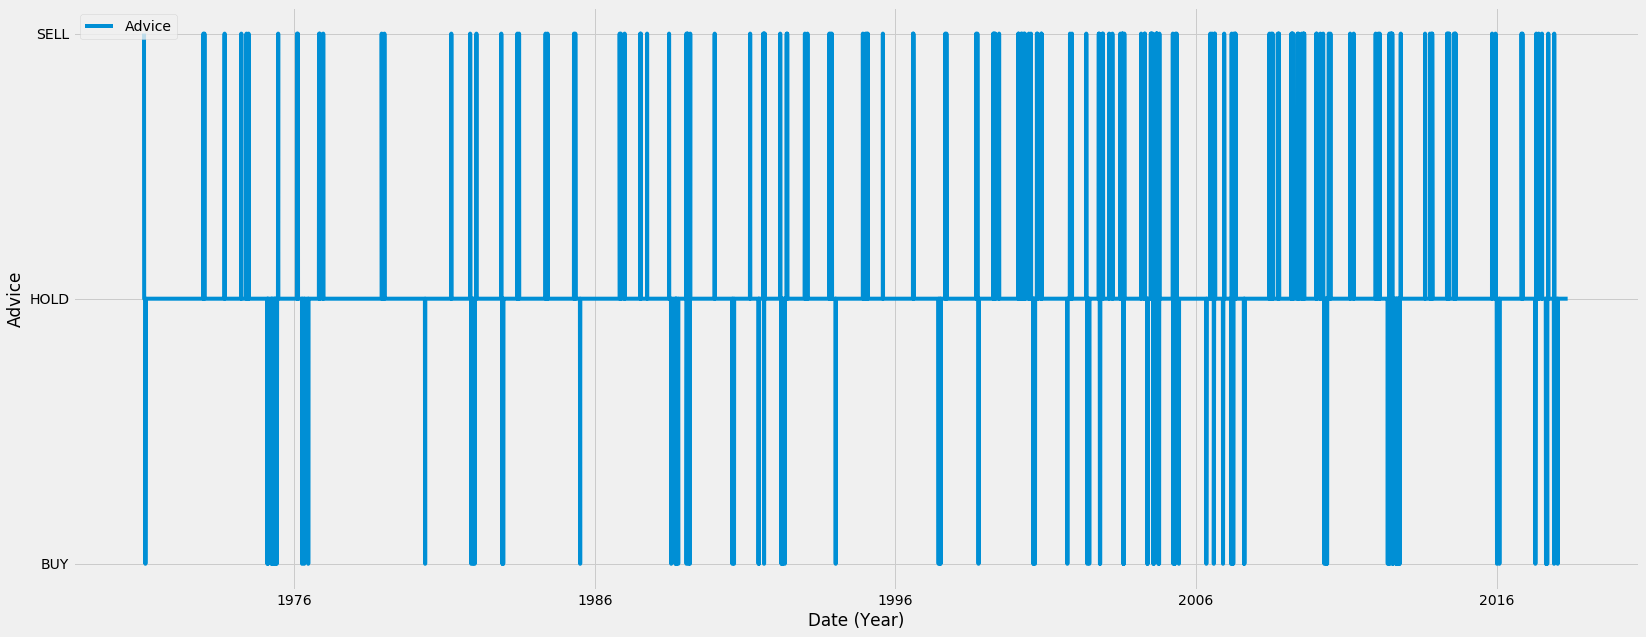 Advice
SELL
HOLD
BUY
Advice
1976
1986
1996
2006
2016
Date (Year)